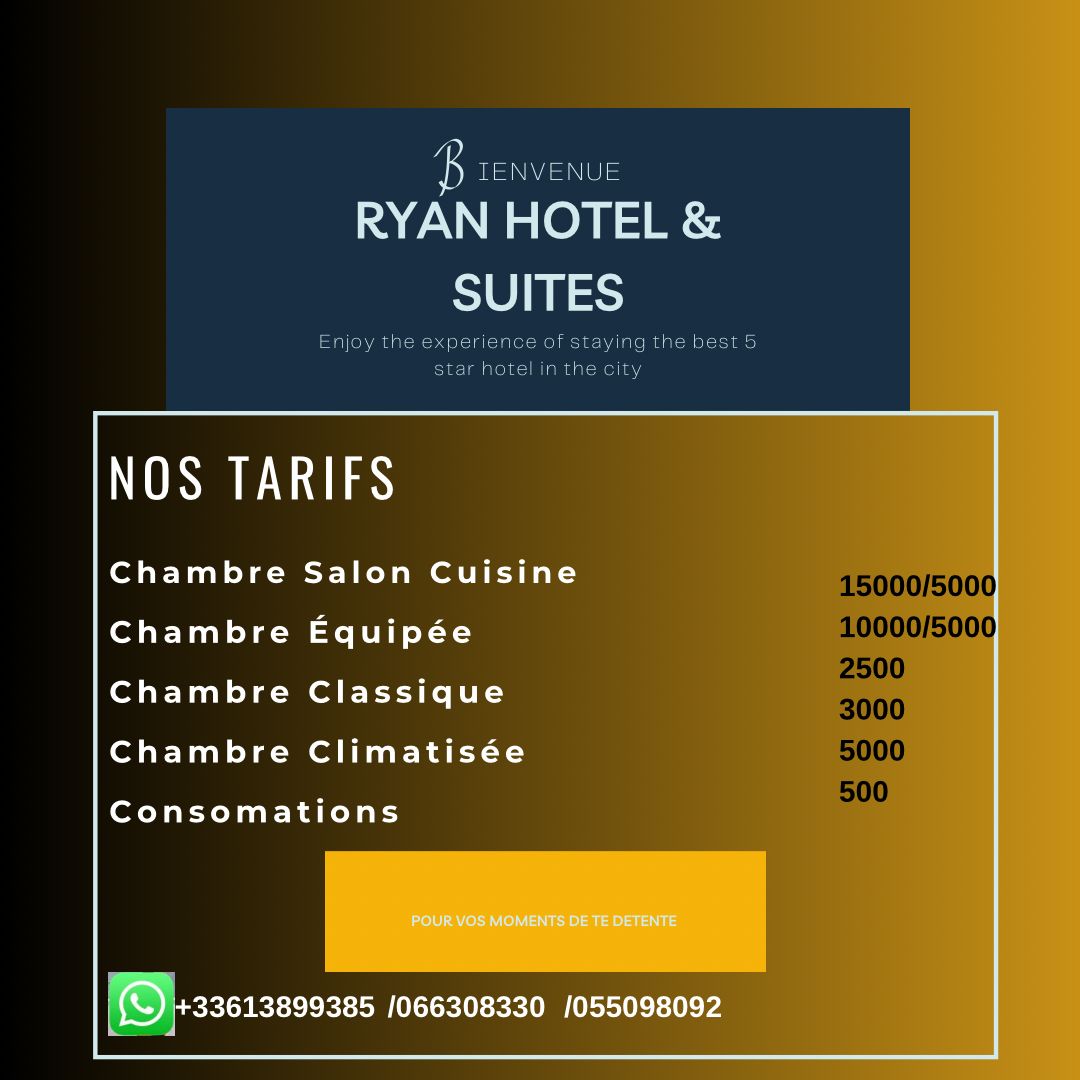 BIENVENUE
RYAN HOTEL &
SUITES
Enjoy the experience of staying the best 5
star hotel in the city
NOS TARIFS
Chambre Salon Cuisine
Chambre Équipée
Chambre Classique
Chambre Climatisée
Consomations
15000/5000
10000/5000
2500
3000
5000
500
POUR VOS MOMENTS DE TE DETENTE
+33613899385 /066308330 /055098092